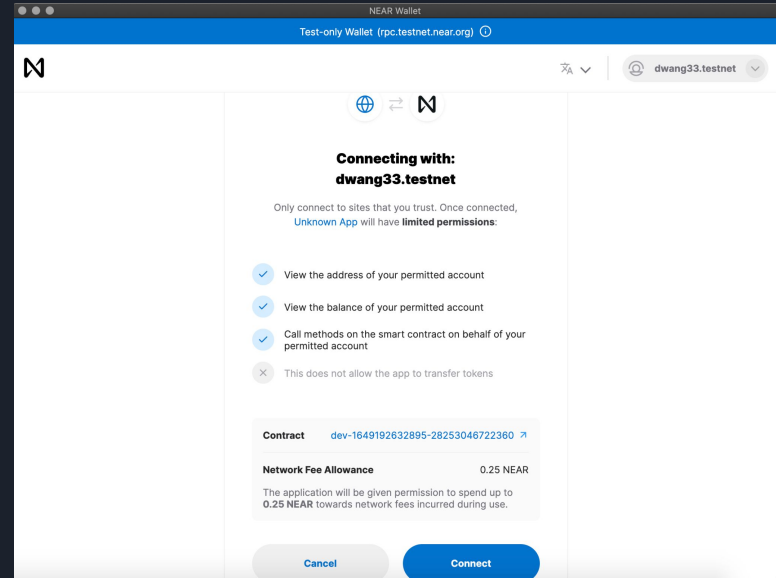 NEAR Wallet
Test-only Wallet (rpc.testnet.near.org)
dwang33.testnet
Connecting with:
dwang33.testnet
Only connect to sites that you trust. Once connected,
Unknown App will have limited permissions:
View the address of your permitted account
View the balance of your permitted account
Call methods on the smart contract on behalf of your
permitted account
This does not allow the app to transfer tokens
Contract dev-1649192632895-28253046722360
Network Fee Allowance 0.25 NEAR
The application will be given permission to spend up to
0.25 NEAR towards network fees incurred during use.
Cancel Connect